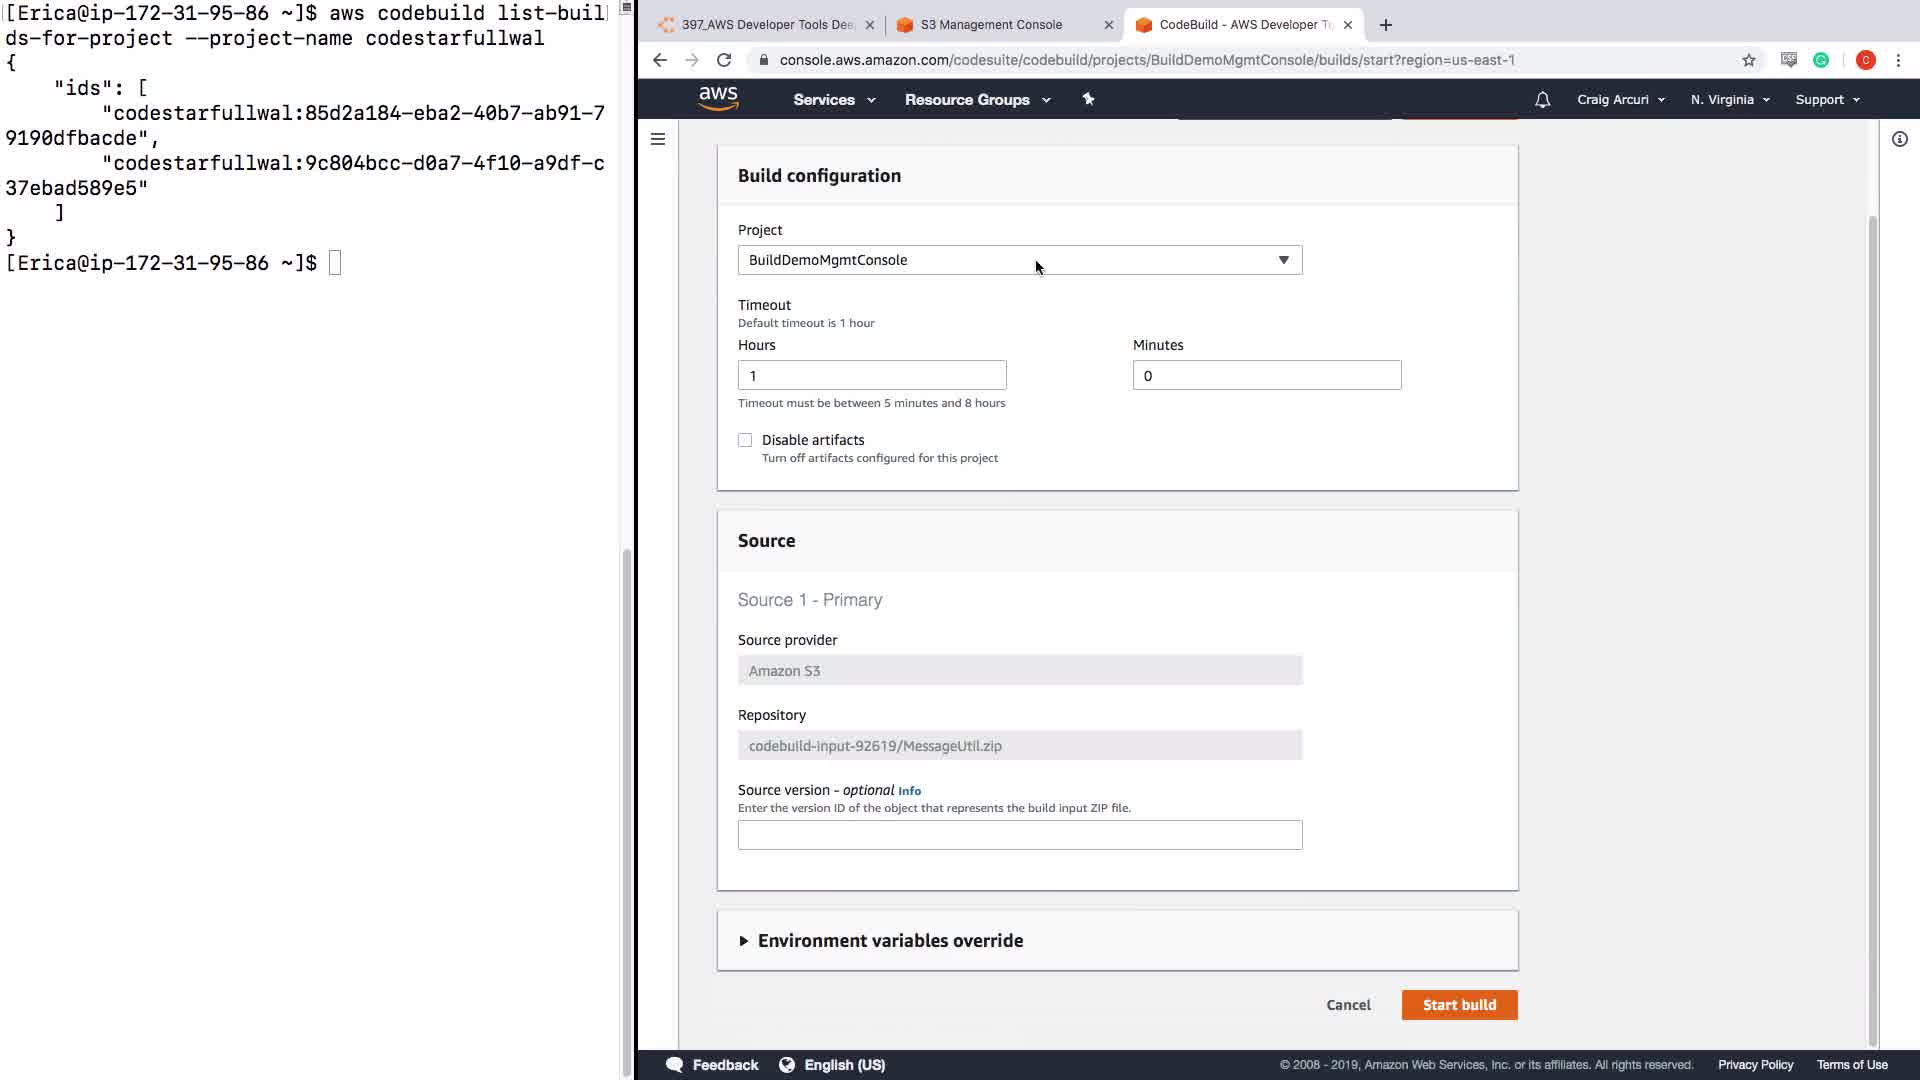 [Erica@ip-172-31-95-86 ~]$ aws codebuild list-buil
ds-for-project --project-name codestarfullwal
{
"ids": [
"codestarfullwal:85d2a184-eba2-40b7-ab91-7
9190dfbacde",
"codestarfullwal:9c804bcc-d0a7-4f10-a9df-c
37ebad589e5"
]
}
[Erica@ip-172-31-95-86 ~]$
397_AWS Developer Tools Dee
S3 Management Console
CodeBuild - AWS Developer To
console.aws.amazon.com/codesuite/codebuild/projects/BuildDemoMgmtConsole/builds/start?region=us-east-1
C
aws
Services
Resource Groups
Craig Arcuri
N. Virginia
Support
Build configuration
Project
BuildDemoMgmtConsole
Timeout
Default timeout is 1 hour
Hours
Minutes
1
0
Timeout must be between 5 minutes and 8 hours
Disable artifacts
Turn off artifacts configured for this project
Source
Source 1 - Primary
Source provider
Amazon S3
Repository
codebuild-input-92619/MessageUtil.zip
Source version - optional Info
Enter the version ID of the object that represents the build input ZIP file.
Environment variables override
Cancel
Start build
Feedback
English (US)
© 2008 - 2019, Amazon Web Services, Inc. or its affiliates. All rights reserved.
Privacy Policy
Terms of Use